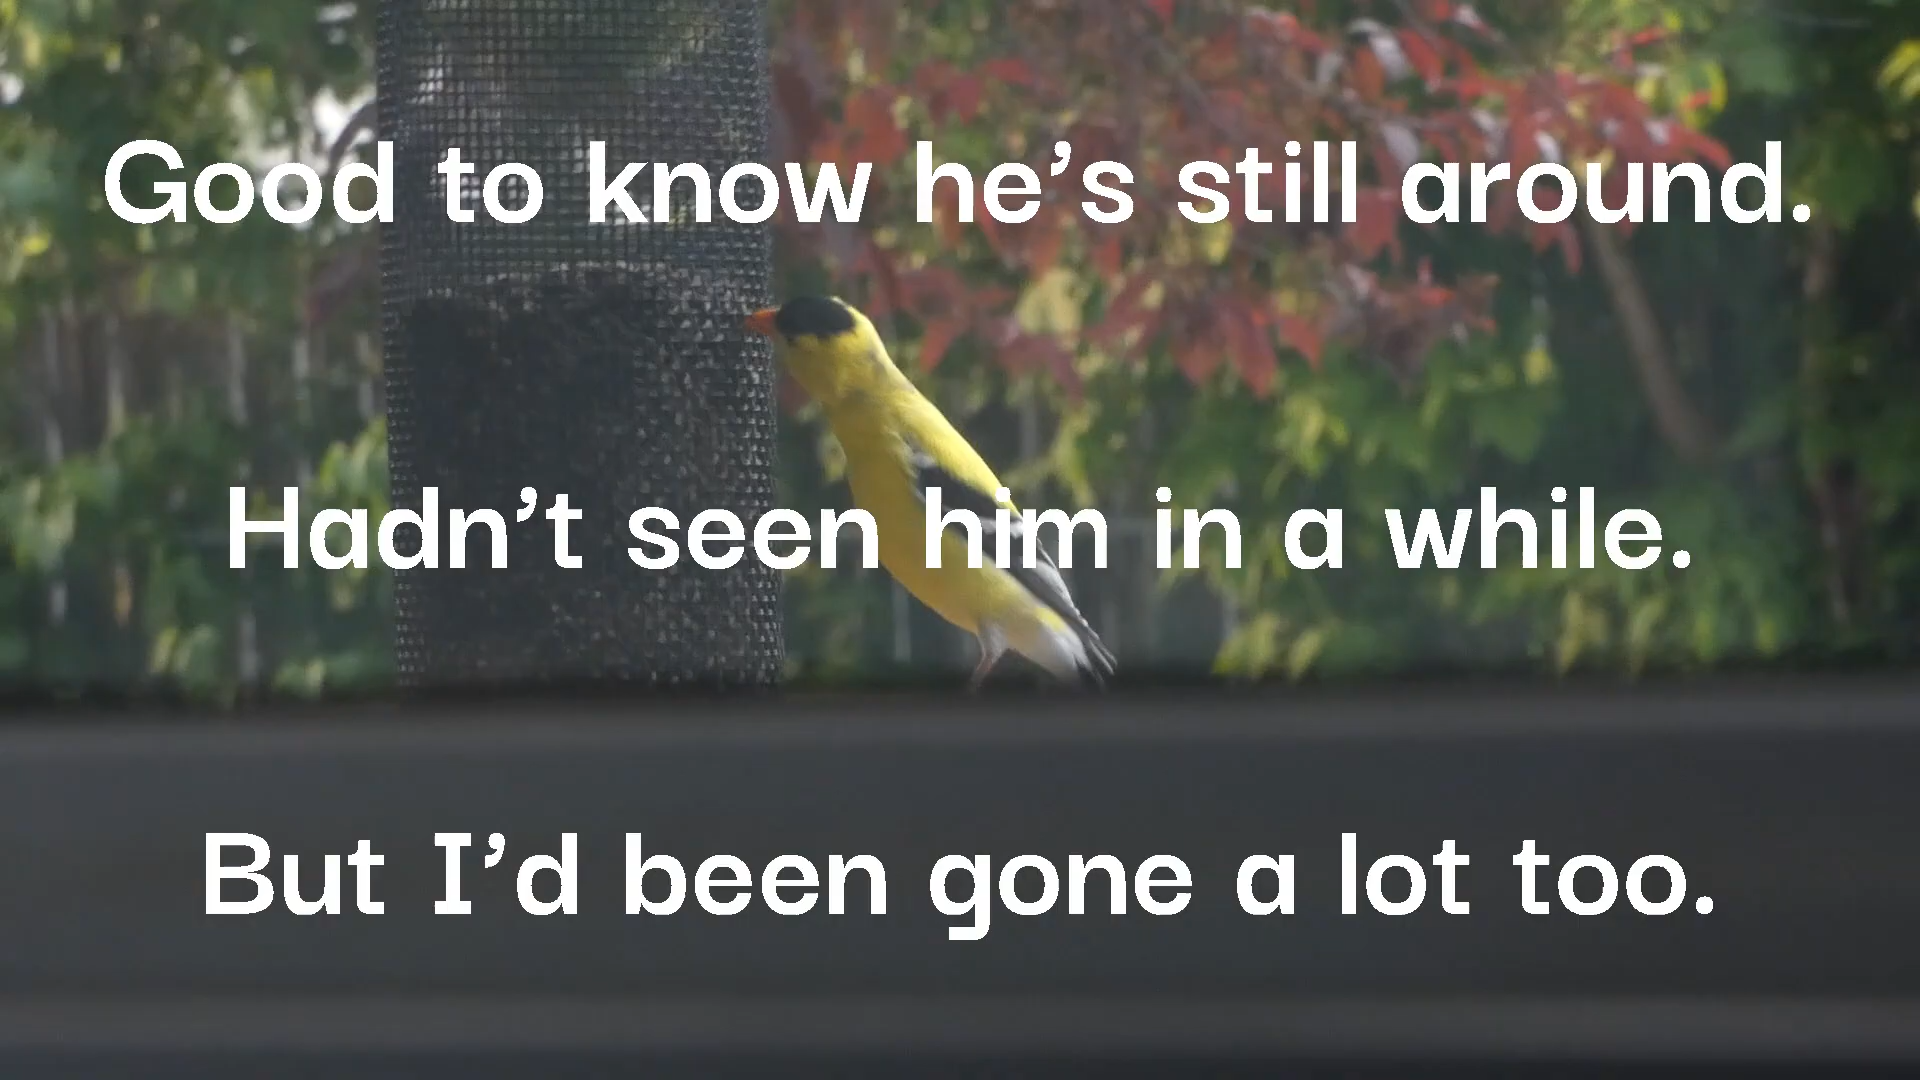 Good to know he’s still around.
Hadn’t seen him in a while.
But I’d been gone a lot too.